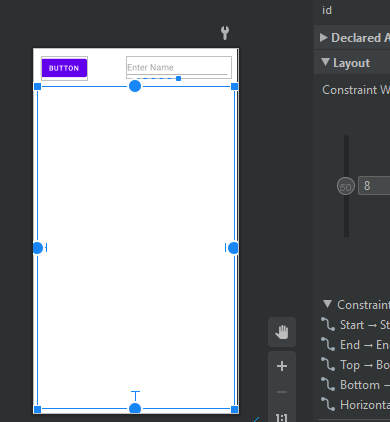 id
Declared A
Layout
BUTTON
Enter Name
Constraint W
50
8
Constraint
Start → St
End → En
Top → Bo
Bottom →
Horizonta
1:1